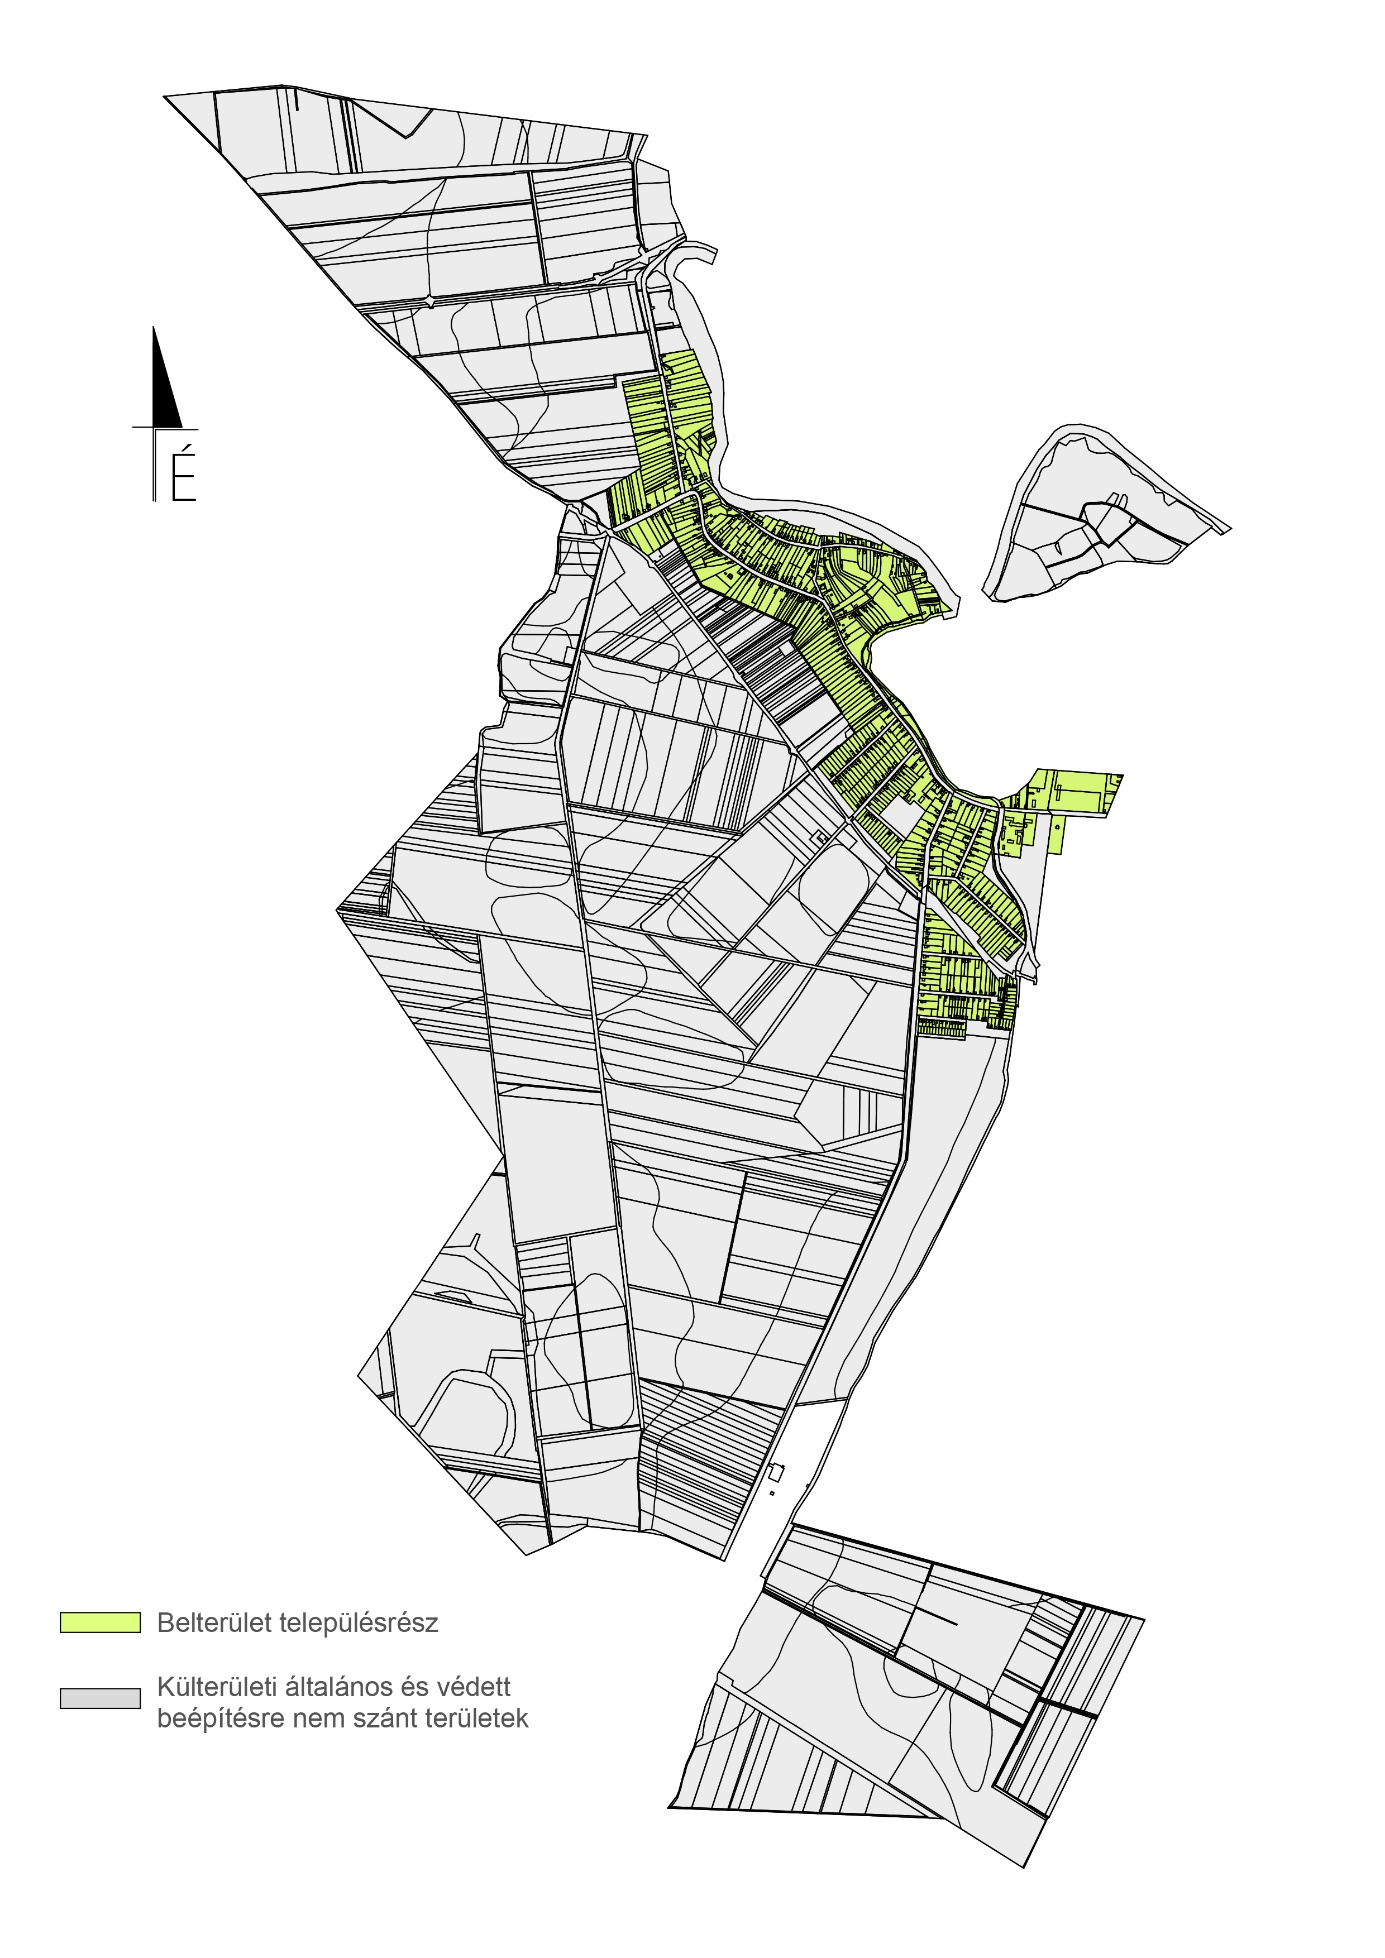 É
Belterület településrész
Külterületi általános és védett
beépítésre nem szánt területek